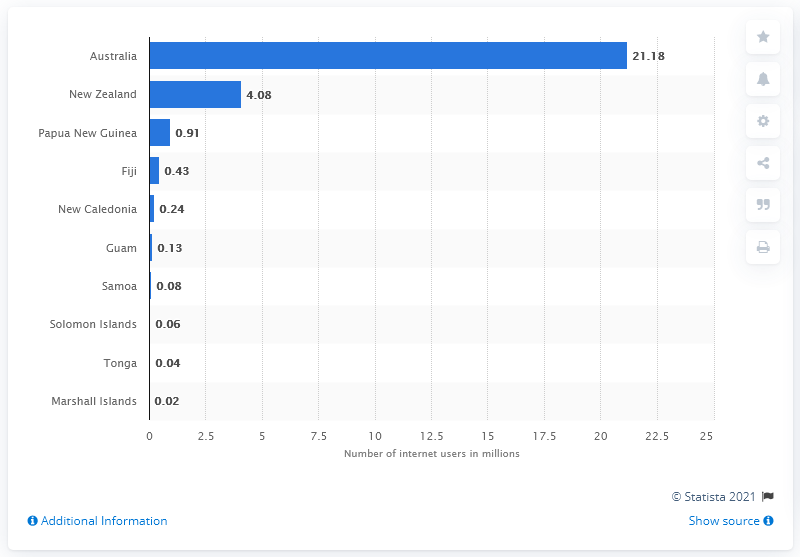 Australia 21.18
New Zealand 4.08
Papua New Guinea 0.91
Fiji 0.43
New Caledonia 0.24
Guam 0.13
Samoa 0.08
Solomon Islands 0.06
Tonga 0.04
Marshall Islands 0.02
0 2.5 5 7.5 10 12.5 15 17.5 20 22.5 25
Number of internet users in millions
© Statista 2021
Additional Information Show source